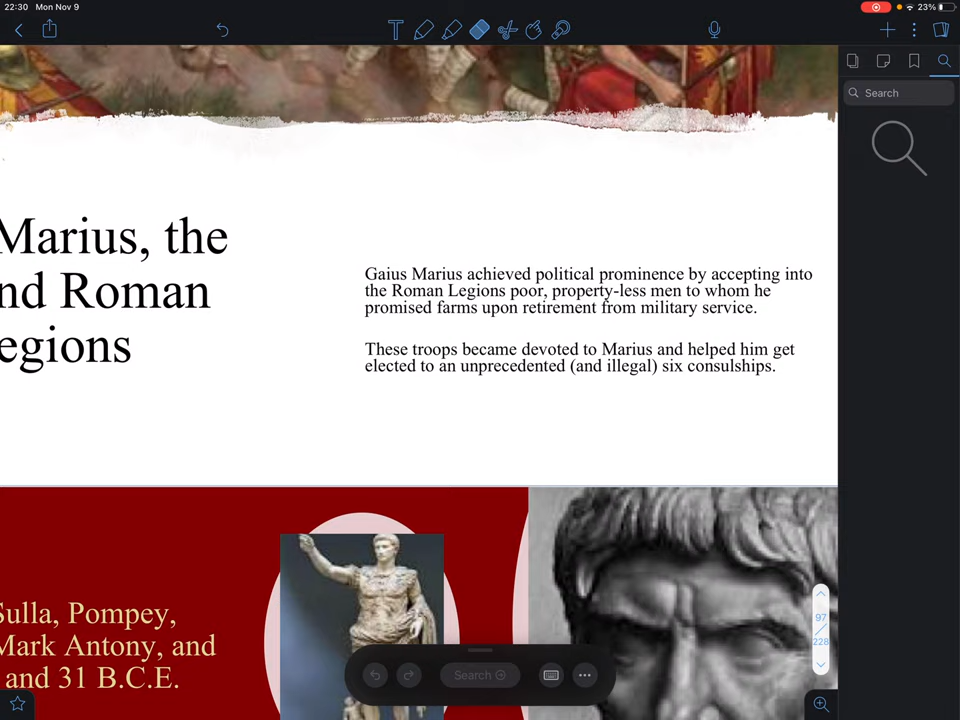 22:30 Mon Nov 9
23%
T
Search
Marius, the
nd Roman
egions
Gaius Marius achieved political prominence by accepting into
the Roman Legions poor, property-less men to whom he
promised farms upon retirement from military service.
These troops became devoted to Marius and helped him get
elected to an unprecedented (and illegal) six consulships.
Sulla, Pompey,
Mark Antony, and
and 31 B.C.E.
97
228
Search